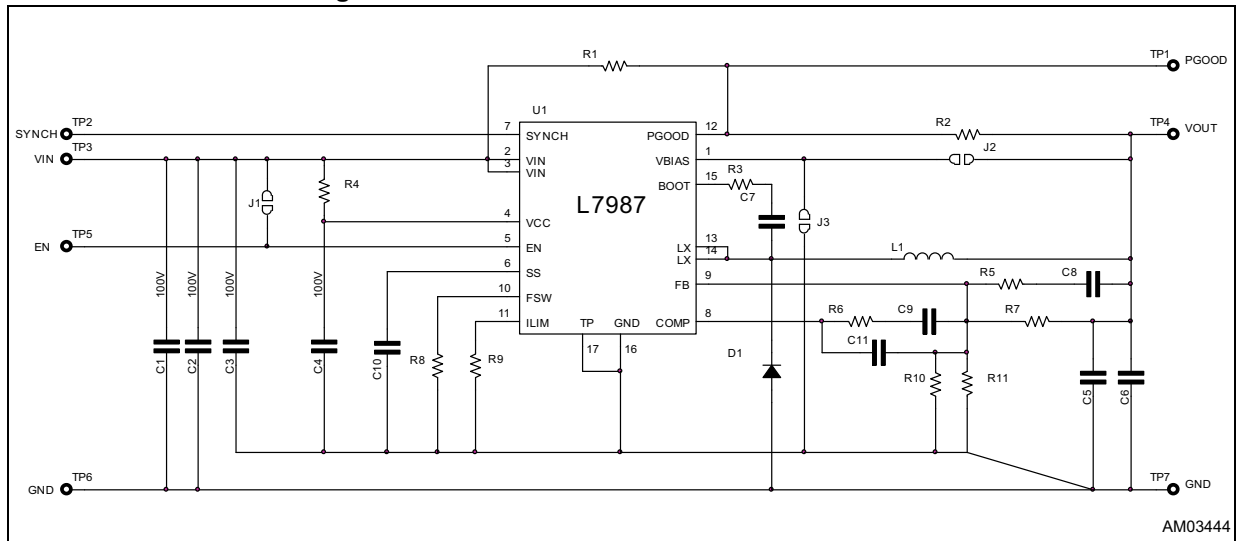 g
R1
TP1
PGOOD
U1
SYNCH
TP2
7
SYNCH
PGOOD
12
R2
TP4
VOUT
VIN
TP3
2
VIN
3
VIN
VBIAS
1
J2
R4
BOOT
15
R3
C7
J1
L7987
J3
4
VCC
EN
TP5
5
EN
LX
13
LX
14
L1
6
SS
FB
9
R5
C8
10
FSW
11
ILIM
TP
GND
COMP
8
R6
C9
R7
17
16
C11
100V
100V
100V
100V
C1
C2
C3
C4
C10
R8
R9
D1
R10
R11
C5
C6
GND
TP6
TP7
GND
AM03444